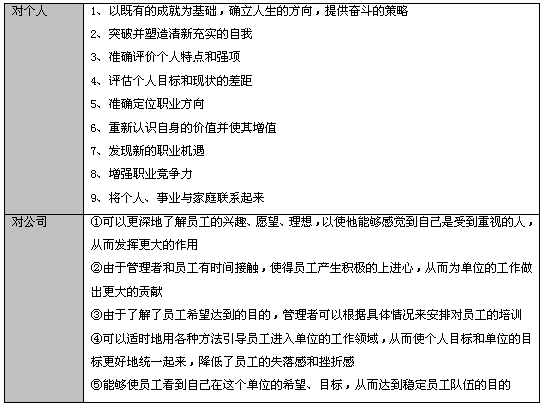 对个人
1、以既有的成就为基础，确立人生的方向，提供奋斗的策略
2、突破并塑造清新充实的自我
3、准确评价个人特点和强项
4、评估个人目标和现状的差距
5、准确定位职业方向
6、重新认识自身的价值并使其增值
7、发现新的职业机遇
8、增强职业竞争力
9、将个人、事业与家庭联系起来
对公司
①可以更深地了解员工的兴趣、愿望、理想，以使他能够感觉到自己是受到重视的人，
从而发挥更大的作用
②由于管理者和员工有时间接触，使得员工产生积极的上进心，从而为单位的工作做
出更大的贡献
③由于了解了员工希望达到的目的，管理者可以根据具体情况来安排对员工的培训
④可以适时地用各种方法引导员工进入单位的工作领域，从而使个人目标和单位的目
标更好地统一起来，降低了员工的失落感和挫折感
⑤能够使员工看到自己在这个单位的希望、目标，从而达到稳定员工队伍的目的